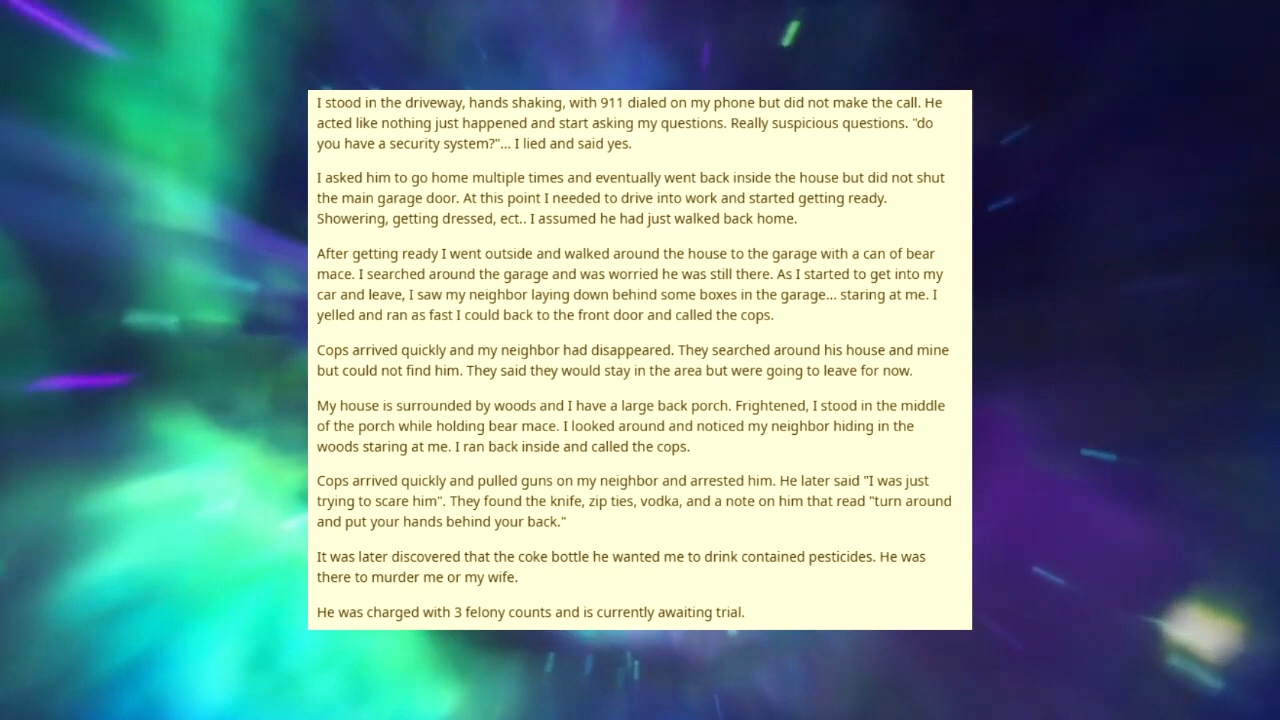 I stood in the driveway, hands shaking, with 911 dialed on my phone but did not make the call. He
acted like nothing just happened and start asking my questions. Really suspicious questions. "do
you have a security system?"... I lied and said yes.
I asked him to go home multiple times and eventually went back inside the house but did not shut
the main garage door. At this point I needed to drive into work and started getting ready.
Showering, getting dressed, ect.. I assumed he had just walked back home.
After getting ready I went outside and walked around the house to the garage with a can of bear
mace. I searched around the garage and was worried he was still there. As I started to get into my
car and leave, I saw my neighbor laying down behind some boxes in the garage... staring at me. I
yelled and ran as fast I could back to the front door and called the cops.
Cops arrived quickly and my neighbor had disappeared. They searched around his house and mine
but could not find him. They said they would stay in the area but were going to leave for now.
My house is surrounded by woods and I have a large back porch. Frightened, I stood in the middle
of the porch while holding bear mace. I looked around and noticed my neighbor hiding in the
woods staring at me. I ran back inside and called the cops.
Cops arrived quickly and pulled guns on my neighbor and arrested him. He later said "I was just
trying to scare him". They found the knife, zip ties, vodka, and a note on him that read "turn around
and put your hands behind your back."
It was later discovered that the coke bottle he wanted me to drink contained pesticides. He was
there to murder me or my wife.
He was charged with 3 felony counts and is currently awaiting trial.